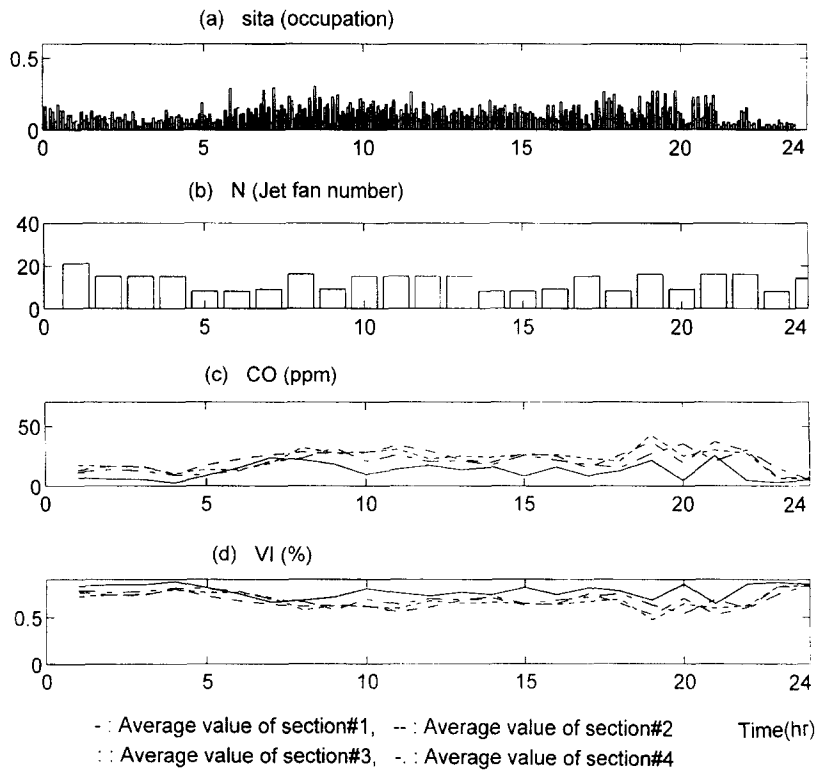 (a) sita (occupation)
0.5
0
0 5 10 15 20 24
(b) N (Jet fan number)
40
20
0
0 5 10 15 20 24
(c) CO (ppm)
50
0
0 5 10 15 20 24
(d) VI (%)
0.5
0
0 5 10 15 20 24
- : Average value of section#1, -- : Average value of section#2 Time(hr)
: : Average value of section#3, -. : Average value of section#4